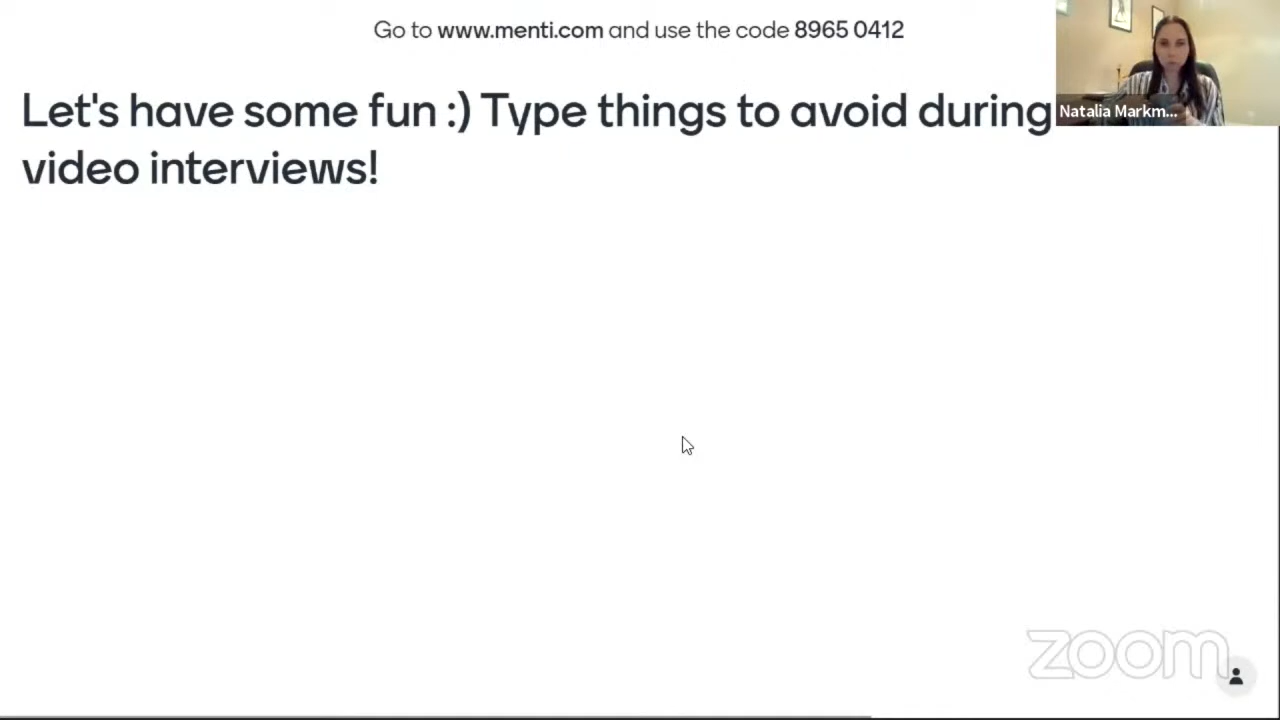 Go to www.menti.com and use the code 8965 0412
Let's have some fun :) Type things to avoid during
video interviews!
Natalia Markm...
zoom